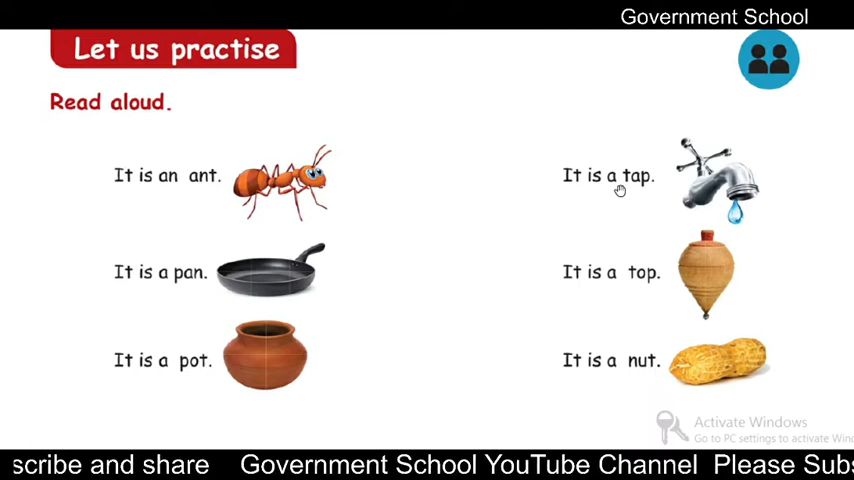 Government School
Let us practise
Read aloud.
It is an ant.
It is a tap.
It is a pan.
It is a top.
It is a pot.
It is a nut.
Activate Windows
Go to PC settings to activate Win
scribe and share Government School YouTube Channel Please Subs